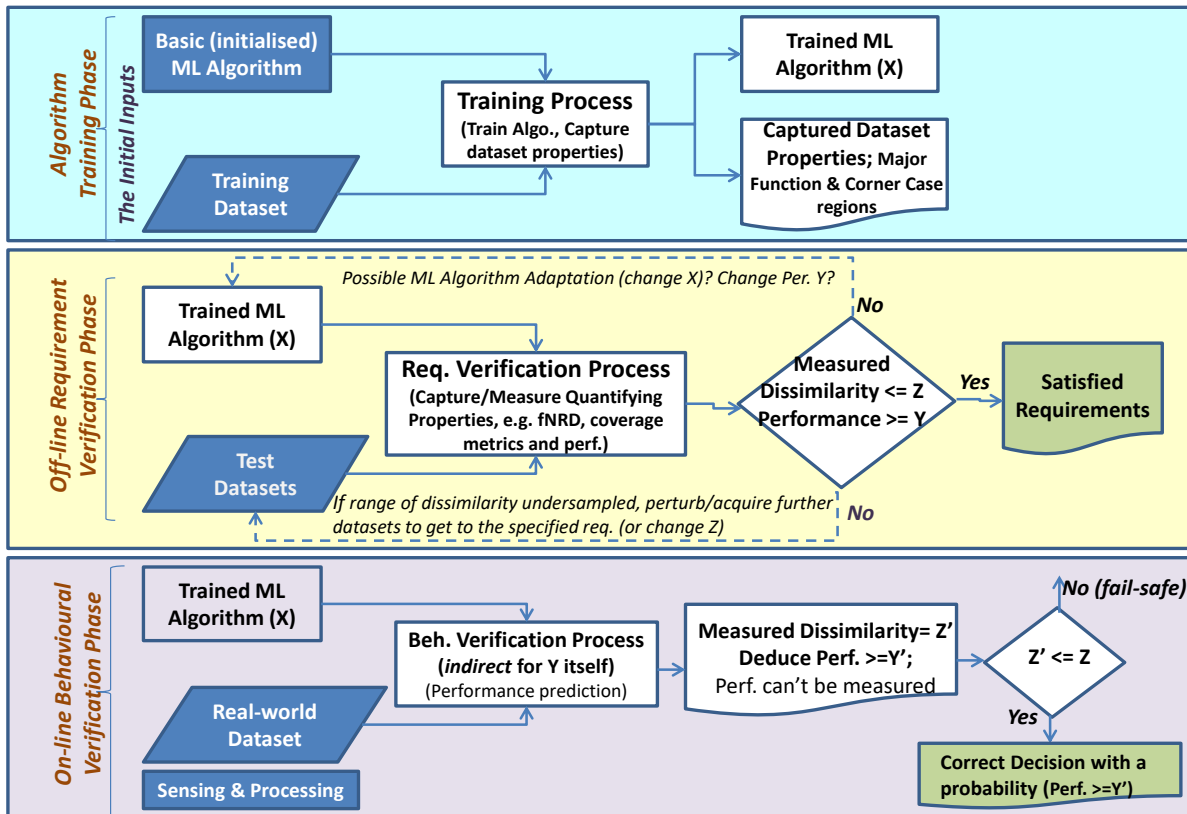 Algorithm
Training Phase
The Initial Inputs
Basic (initialised)
ML Algorithm
Training
Dataset
Training Process
(Train Algo., Capture
dataset properties)
Trained ML
Algorithm (X)
Captured Dataset
Properties; Major
Function & Corner Case
regions
Off-line Requirement
Verification Phase
Possible ML Algorithm Adaptation (change X)? Change Per. Y?
Trained ML
Algorithm (X)
Req. Verification Process
(Capture/Measure Quantifying
Properties, e.g. fNRD, coverage
metrics and perf.)
Test
Datasets
No
Measured
Dissimilarity <= Z
Performance >= Y
Yes
Satisfied
Requirements
If range of dissimilarity undersampled, perturb/acquire further
datasets to get to the specified req. (or change Z)
No
On-line Behavioural
Verification Phase
Trained ML
Algorithm (X)
Real-world
Dataset
Sensing & Processing
Beh. Verification Process
(indirect for Y itself)
(Performance prediction)
Measured Dissimilarity= Z’
Deduce Perf. >=Y’;
Perf. can’t be measured
No (fail-safe)
Z' <= Z
Yes
Correct Decision with a
probability (Perf. >=Y’)